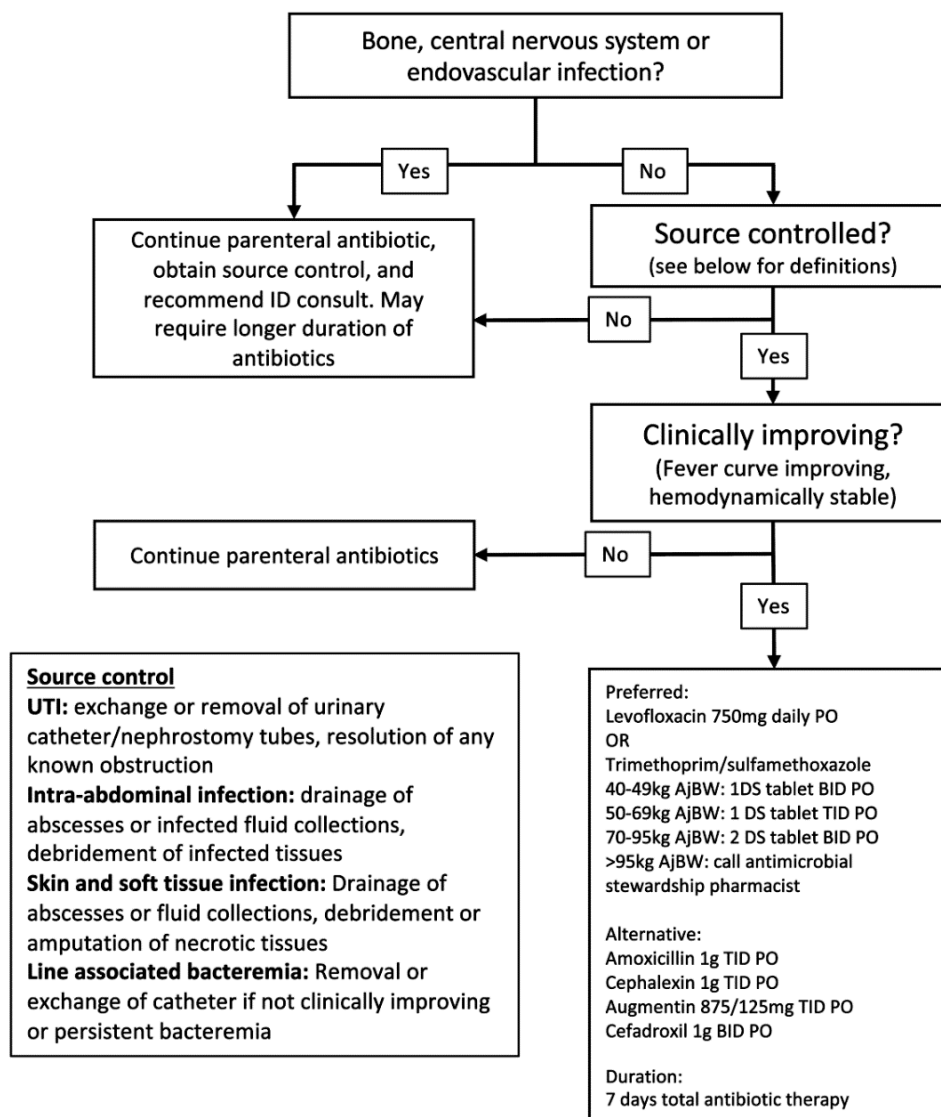 Bone, central nervous system or
endovascular infection?
Yes
No
Continue parenteral antibiotic,
obtain source control, and
recommend ID consult. May
require longer duration of
antibiotics
Source controlled?
(see below for definitions)
No
Yes
Clinically improving?
(Fever curve improving,
hemodynamically stable)
Continue parenteral antibiotics
No
Yes
Source control
UTI: exchange or removal of urinary
catheter/nephrostomy tubes, resolution of any
known obstruction
Intra-abdominal infection: drainage of
abscesses or infected fluid collections,
debridement of infected tissues
Skin and soft tissue infection: Drainage of
abscesses or fluid collections, debridement or
amputation of necrotic tissues
Line associated bacteremia: Removal or
exchange of catheter if not clinically improving
or persistent bacteremia
Preferred:
Levofloxacin 750mg daily PO
OR
Trimethoprim/sulfamethoxazole
40-49kg AjBW: 1DS tablet BID PO
50-69kg AjBW: 1 DS tablet TID PO
70-95kg AjBW: 2 DS tablet BID PO
>95kg AjBW: call antimicrobial
stewardship pharmacist
Alternative:
Amoxicillin 1g TID PO
Cephalexin 1g TID PO
Augmentin 875/125mg TID PO
Cefadroxil 1g BID PO
Duration:
7 days total antibiotic therapy